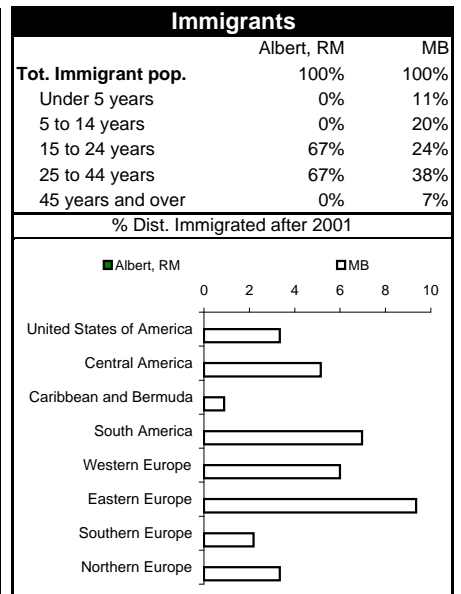 Immigrants
Albert, RM MB
Tot. Immigrant pop. 100% 100%
Under 5 years 0% 11%
5 to 14 years 0% 20%
15 to 24 years 67% 24%
25 to 44 years 67% 38%
45 years and over 0% 7%
% Dist. Immigrated after 2001
Albert, RM MB
0 2 4 6 8 10
United States of America
Central America
Caribbean and Bermuda
South America
Western Europe
Eastern Europe
Southern Europe
Northern Europe